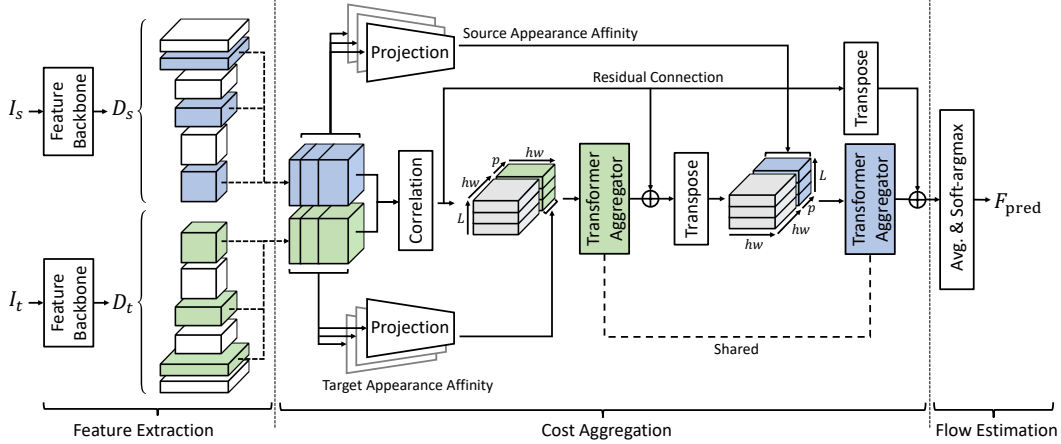 Projection
Source Appearance Affinity
Residual Connection
Transpose
I_s
Feature
Backbone
D_s
Correlation
hw
p
hw
L
Transformer
Aggregator
Transpose
L
p
hw
hw
Transformer
Aggregator
Avg. & Soft-argmax
F_pred
I_t
Feature
Backbone
D_t
Projection
Target Appearance Affinity
Shared
Feature Extraction
Cost Aggregation
Flow Estimation